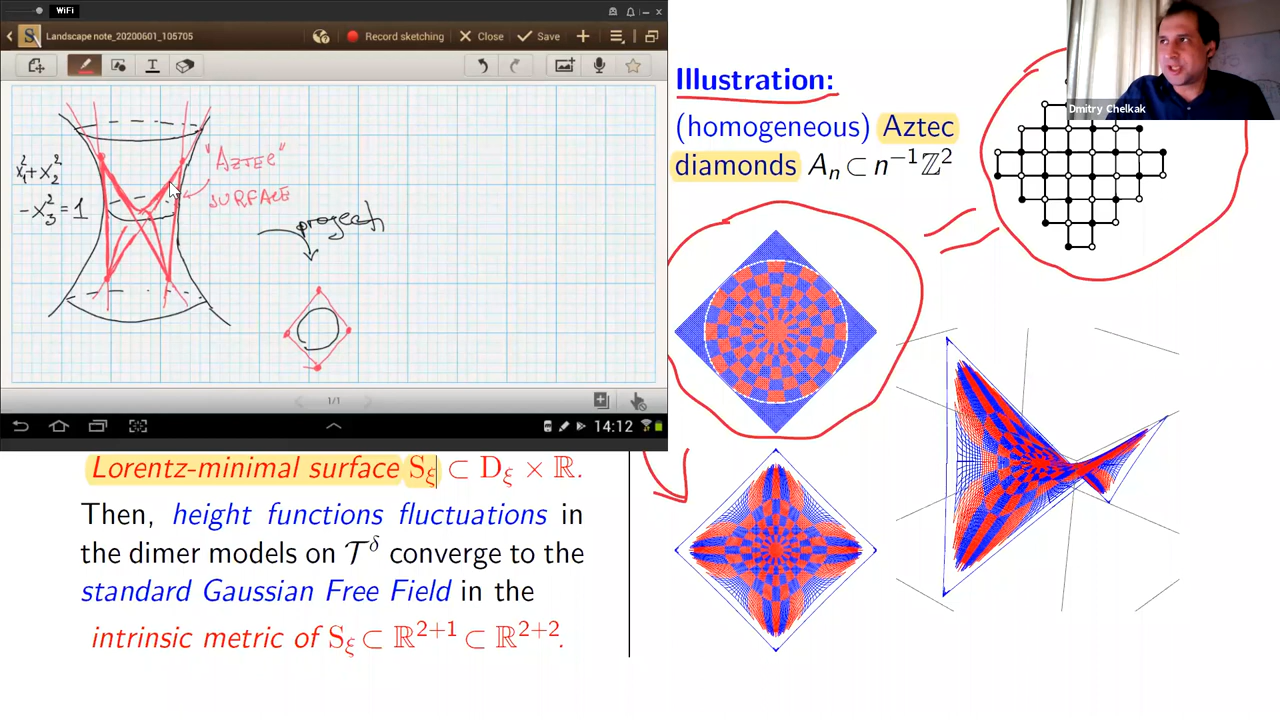 WiFi
Landscape note_20200601_105705
Record sketching
Close
Save
x₁²+x₂²
-x₃²=1
"AZTEC"
SURFACE
project
1/1
14:12
Illustration:
(homogeneous) Aztec
diamonds Aₙ ⊂ n⁻¹ℤ²
Dmitry Chelkak
Lorentz-minimal surface S_ξ ⊂ D_ξ × ℝ.
Then, height functions fluctuations in
the dimer models on 𝒯^δ converge to the
standard Gaussian Free Field in the
intrinsic metric of S_ξ ⊂ ℝ²⁺¹ ⊂ ℝ²⁺².